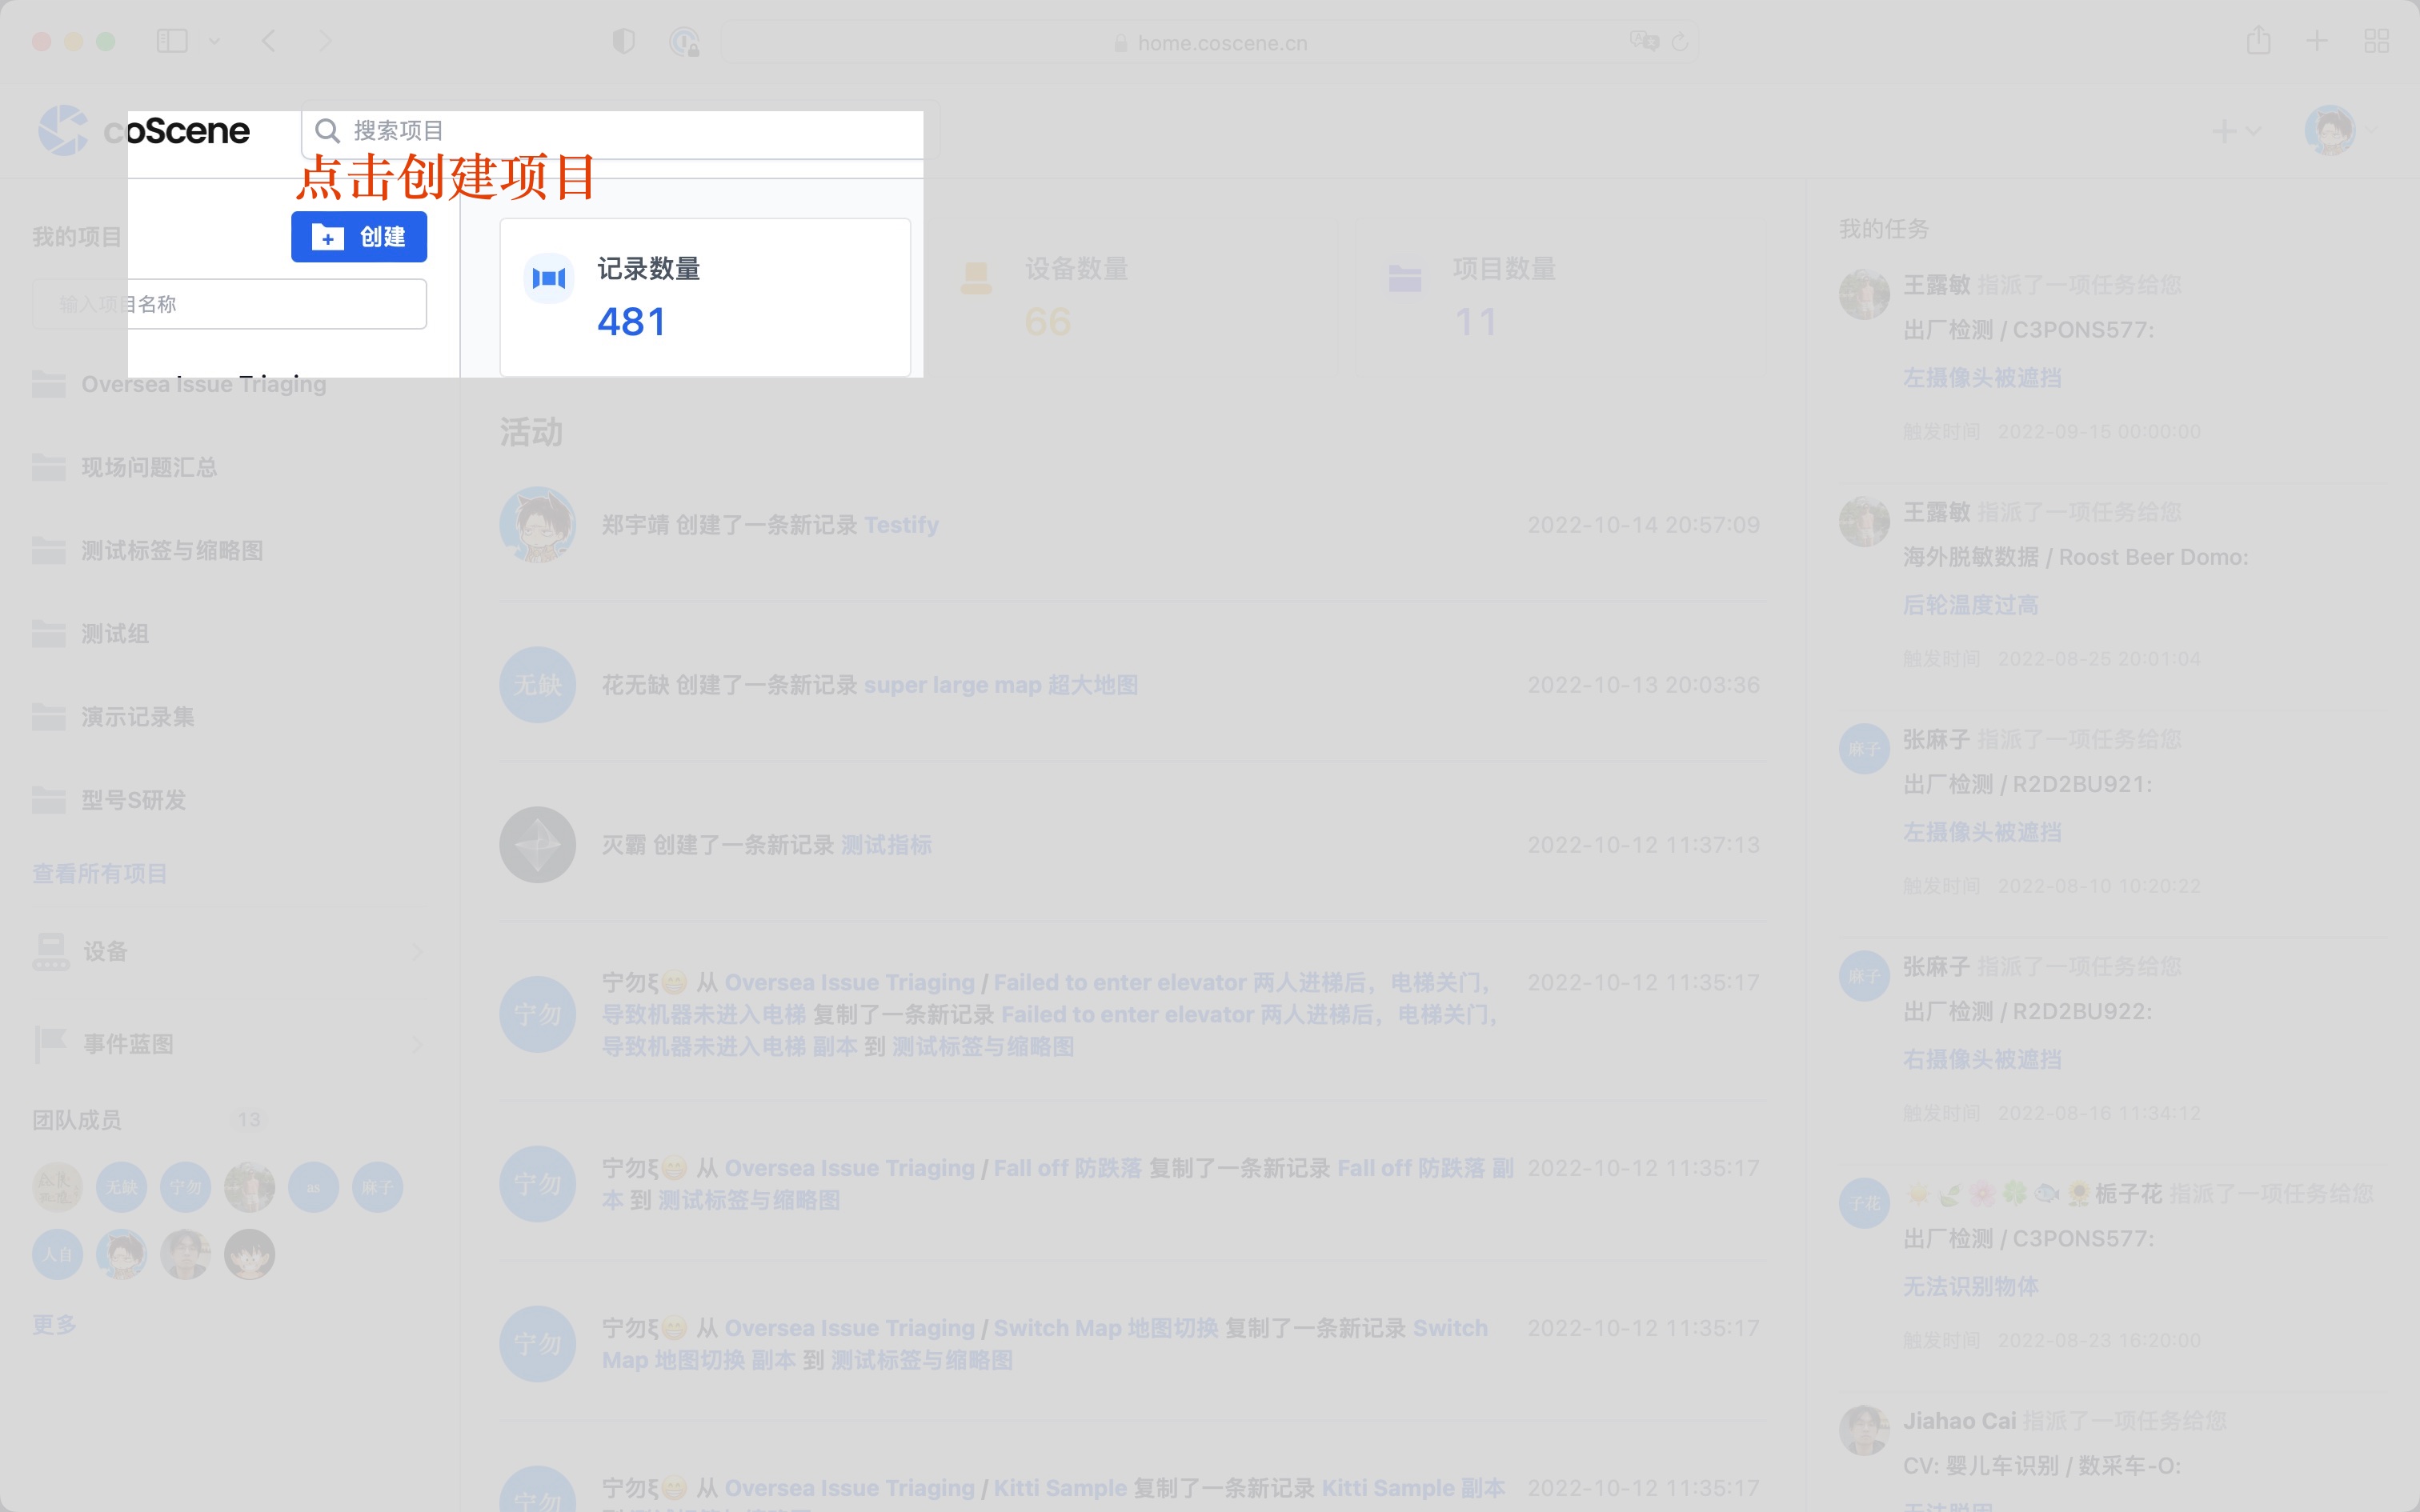 home.coscene.cn
coScene
搜索项目
点击创建项目
我的项目
创建
输入项目名称
Oversea Issue Triaging
现场问题汇总
测试标签与缩略图
测试组
演示记录集
型号S研发
查看所有项目
设备
事件蓝图
团队成员 13
无缺 宁勿 as 麻子
人自
更多
记录数量
481
设备数量
66
项目数量
11
活动
郑宇靖 创建了一条新记录 Testify 2022-10-14 20:57:09
无缺
花无缺 创建了一条新记录 super large map 超大地图 2022-10-13 20:03:36
灭霸 创建了一条新记录 测试指标 2022-10-12 11:37:13
宁勿
宁勿ξ😁 从 Oversea Issue Triaging / Failed to enter elevator 两人进梯后，电梯关门， 2022-10-12 11:35:17
导致机器未进入电梯 复制了一条新记录 Failed to enter elevator 两人进梯后，电梯关门，
导致机器未进入电梯 副本 到 测试标签与缩略图
宁勿
宁勿ξ😁 从 Oversea Issue Triaging / Fall off 防跌落 复制了一条新记录 Fall off 防跌落 副 2022-10-12 11:35:17
本 到 测试标签与缩略图
宁勿
宁勿ξ😁 从 Oversea Issue Triaging / Switch Map 地图切换 复制了一条新记录 Switch 2022-10-12 11:35:17
Map 地图切换 副本 到 测试标签与缩略图
宁勿
宁勿ξ😁 从 Oversea Issue Triaging / Kitti Sample 复制了一条新记录 Kitti Sample 副本 2022-10-12 11:35:17
我的任务
王露敏 指派了一项任务给您
出厂检测 / C3PONS577:
左摄像头被遮挡
触发时间 2022-09-15 00:00:00
王露敏 指派了一项任务给您
海外脱敏数据 / Roost Beer Domo:
后轮温度过高
触发时间 2022-08-25 20:01:04
麻子
张麻子 指派了一项任务给您
出厂检测 / R2D2BU921:
左摄像头被遮挡
触发时间 2022-08-10 10:20:22
麻子
张麻子 指派了一项任务给您
出厂检测 / R2D2BU922:
右摄像头被遮挡
触发时间 2022-08-16 11:34:12
子花
☀️🍃🌸🍀🐟🌻栀子花 指派了一项任务给您
出厂检测 / C3PONS577:
无法识别物体
触发时间 2022-08-23 16:20:00
Jiahao Cai 指派了一项任务给您
CV: 婴儿车识别 / 数采车-O: